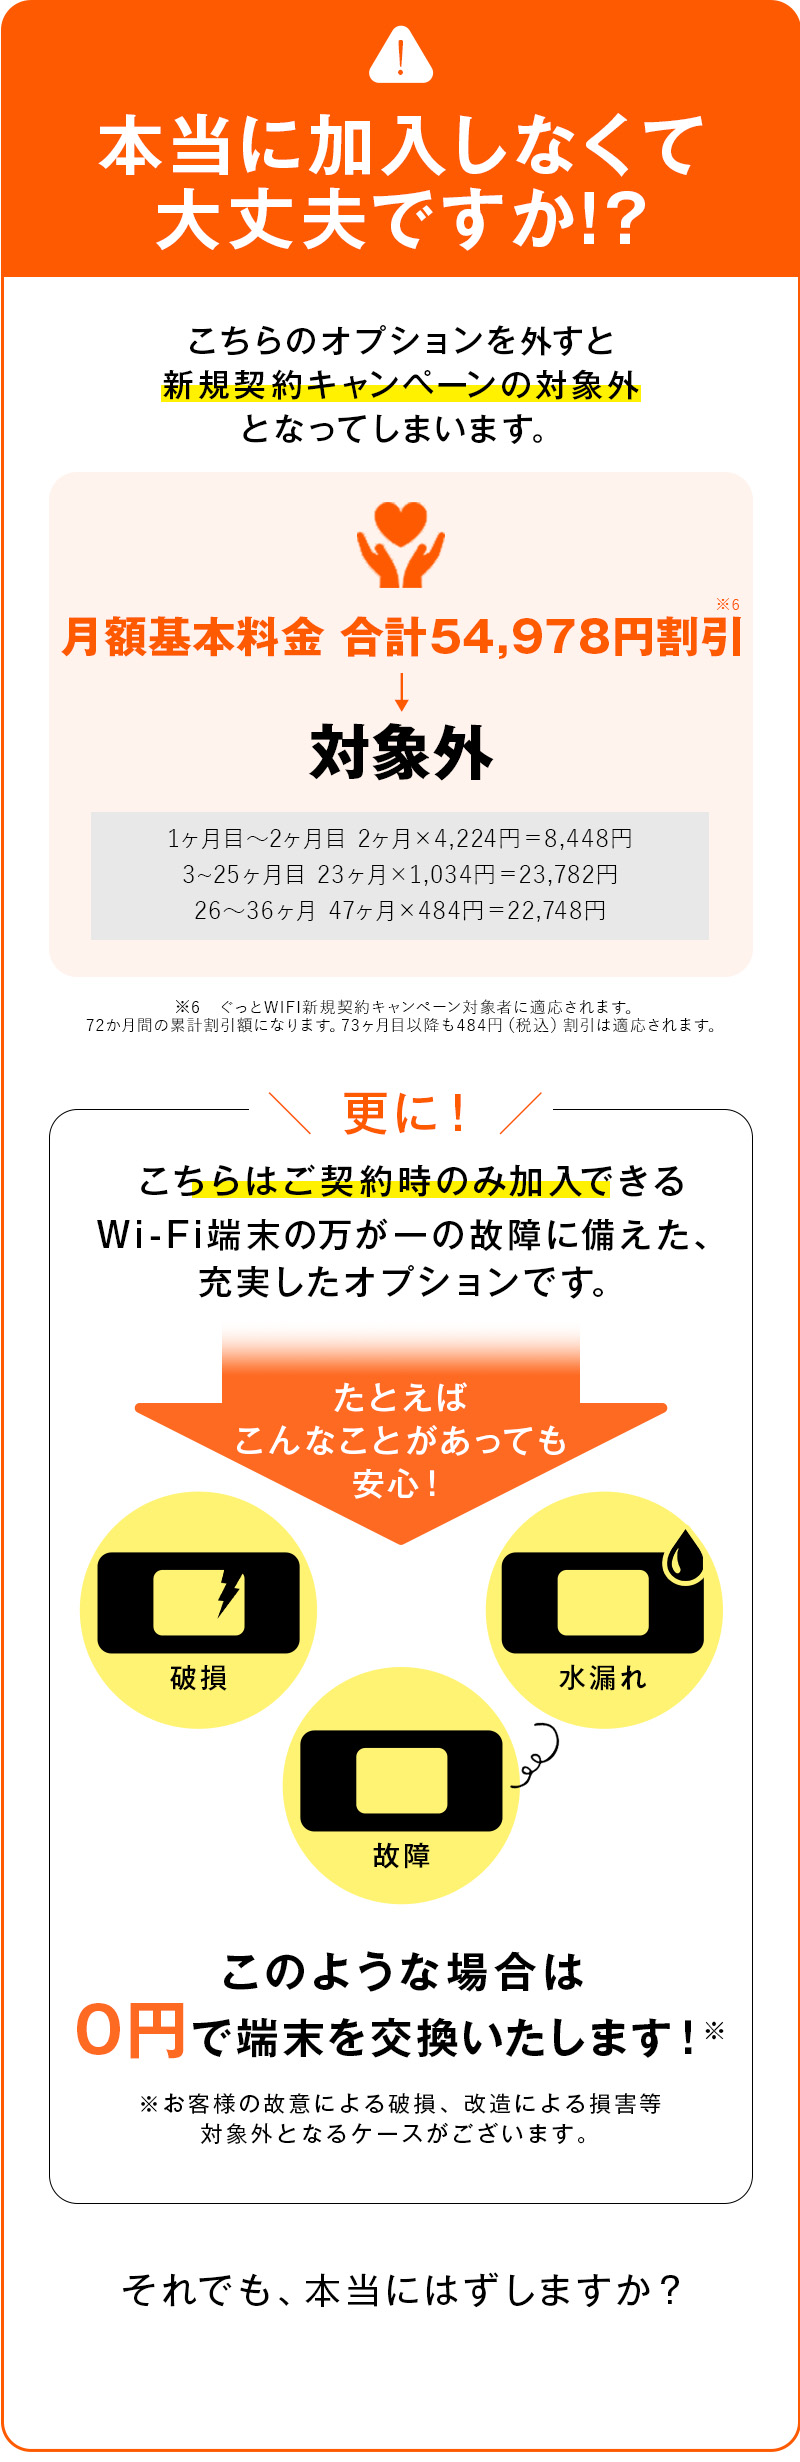 本当に加入しなくて
大丈夫ですか!?
こちらのオプションを外すと
新規契約キャンペーンの対象外
となってしまいます。
※6
月額基本料金 合計54,978円割引
対象外
1ヶ月目〜2ヶ月目 2ヶ月×4,224円=8,448円
3~25ヶ月目 23ヶ月×1,034円=23,782円
26〜36ヶ月 47ヶ月×484円=22,748円
※6 ぐっとWIFI新規契約キャンペーン対象者に適応されます。
72か月間の累計割引額になります。73ヶ月目以降も484円(税込)割引は適応されます。
＼ 更に！ ／
こちらはご契約時のみ加入できる
Wi-Fi端末の万が一の故障に備えた、
充実したオプションです。
たとえば
こんなことがあっても
安心！
破損
水漏れ
故障
このような場合は
0円で端末を交換いたします！※
※お客様の故意による破損、改造による損害等
対象外となるケースがございます。
それでも、本当にはずしますか？